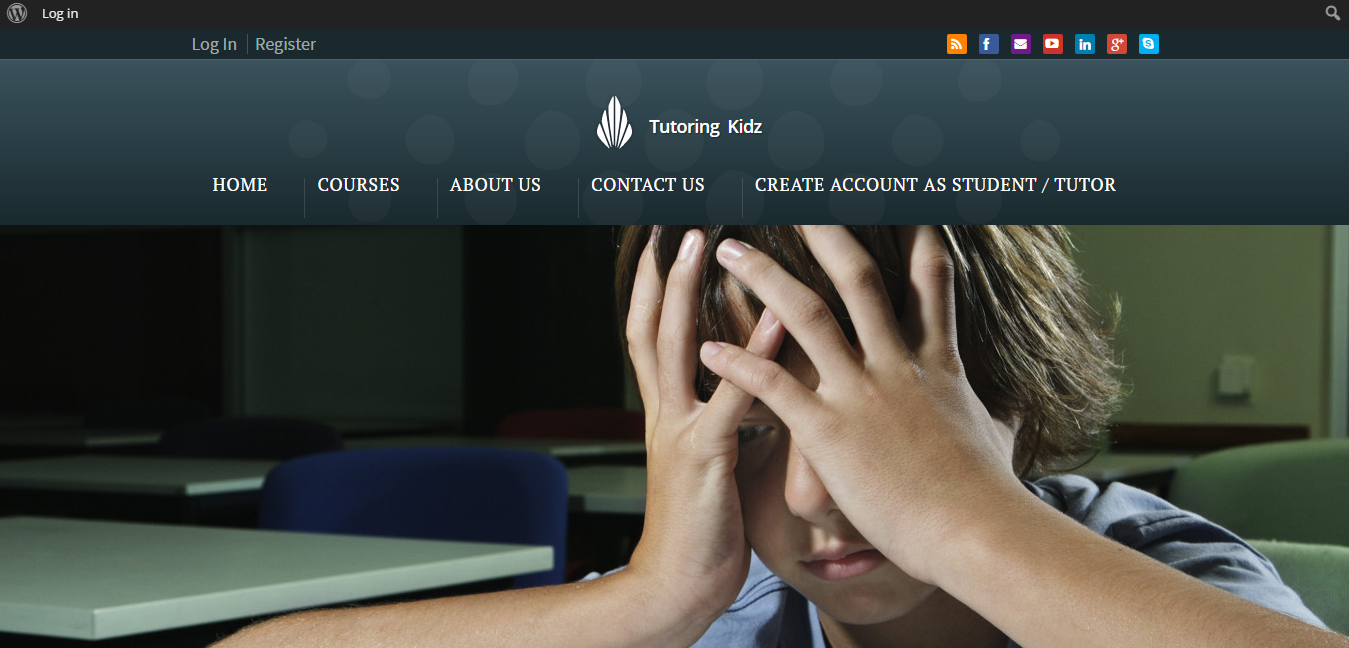 Log in
Log In Register
Tutoring Kidz
HOME COURSES ABOUT US CONTACT US CREATE ACCOUNT AS STUDENT / TUTOR